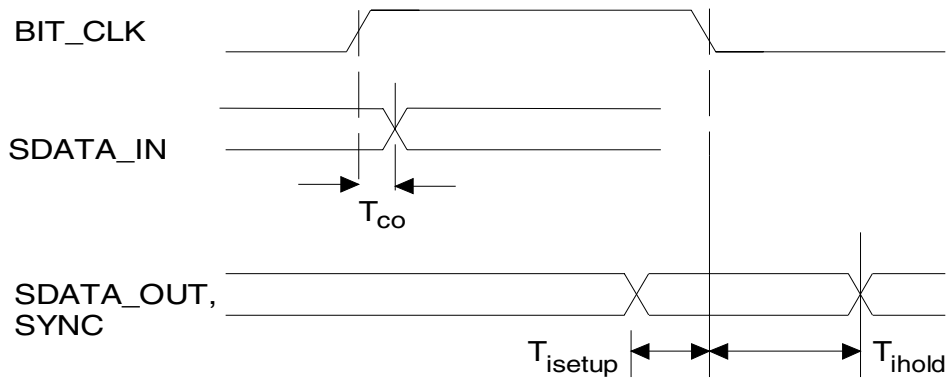 BIT_CLK
SDATA_IN
Tco
SDATA_OUT,
SYNC
Tisetup
Tihold